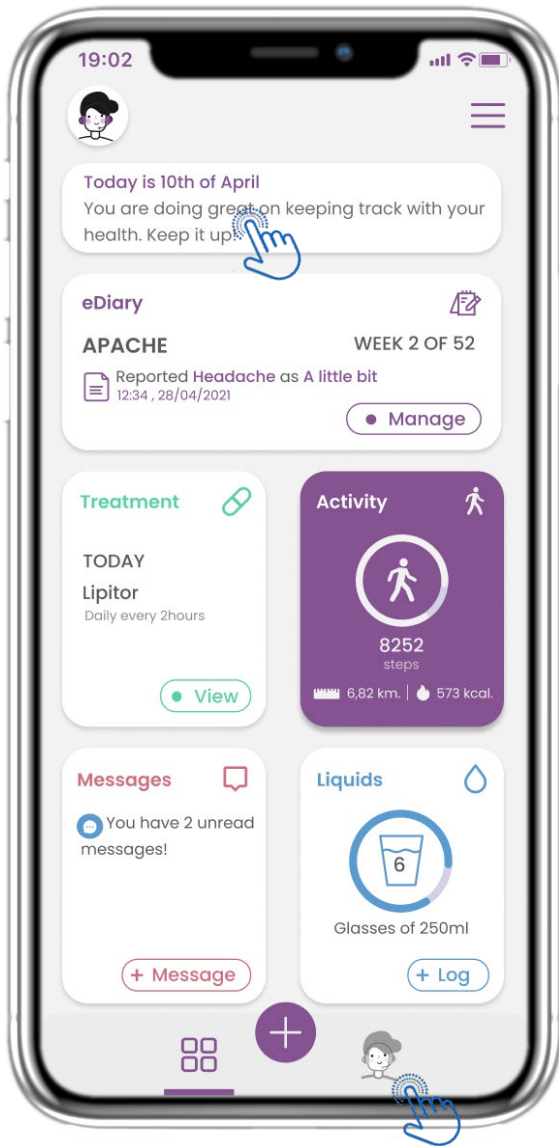 19:02
Today is 10th of April
You are doing great on keeping track with your
health. Keep it up!
eDiary
APACHE
WEEK 2 OF 52
Reported Headache as A little bit
12:34 , 28/04/2021
Manage
Treatment
TODAY
Lipitor
Daily every 2hours
View
Activity
8252
steps
6,82 km. | 573 kcal.
Messages
You have 2 unread
messages!
+ Message
Liquids
6
Glasses of 250ml
+ Log